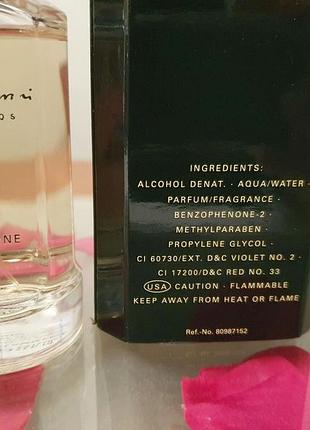 NE
INGREDIENTS:
ALCOHOL DENAT. · AQUA/WATER ·
PARFUM/FRAGRANCE ·
BENZOPHENONE-2 ·
METHYLPARABEN ·
PROPYLENE GLYCOL ·
CI 60730/EXT. D&C VIOLET NO. 2 ·
CI 17200/D&C RED NO. 33
USA CAUTION · FLAMMABLE
KEEP AWAY FROM HEAT OR FLAME
Ref.-No. 80987152